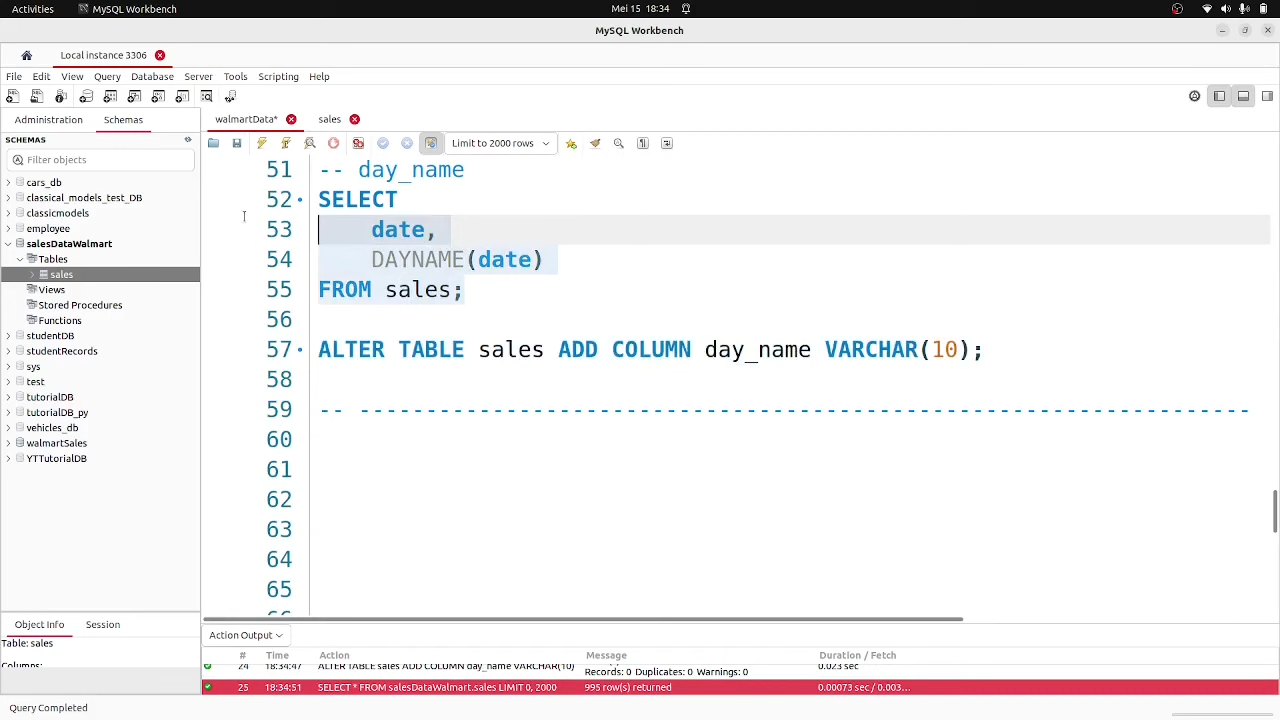 Activities MySQL Workbench Mei 15 18:34
MySQL Workbench
Local instance 3306
File Edit View Query Database Server Tools Scripting Help
Administration Schemas
walmartData* sales
SCHEMAS
Limit to 2000 rows
Filter objects
cars_db
classical_models_test_DB
classicmodels
employee
salesDataWalmart
Tables
sales
Views
Stored Procedures
Functions
studentDB
studentRecords
sys
test
tutorialDB
tutorialDB_py
vehicles_db
walmartSales
YTTutorialDB
51 -- day_name
52 SELECT
53 date,
54 DAYNAME(date)
55 FROM sales;
56
57 ALTER TABLE sales ADD COLUMN day_name VARCHAR(10);
58
59 -- -------------------------------------------------------------------
60
61
62
63
64
65
Object Info Session
Table: sales
Columns:
Action Output
# Time Action Message Duration / Fetch
24 18:34:47 ALTER TABLE sales ADD COLUMN day_name VARCHAR(10) 0.023 sec
Records: 0 Duplicates: 0 Warnings: 0
25 18:34:51 SELECT * FROM salesDataWalmart.sales LIMIT 0, 2000 995 row(s) returned 0.00073 sec / 0.003...
Query Completed